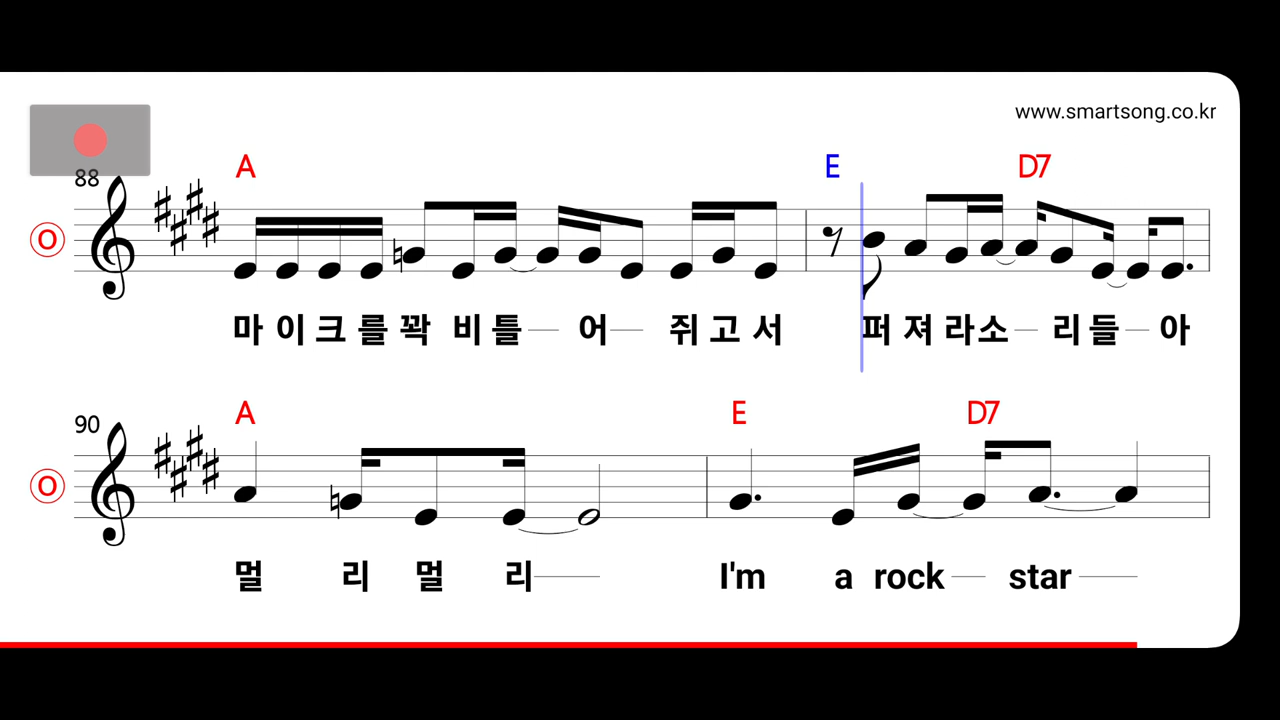 www.smartsong.co.kr
88
A E D7
O
마이크를꽉 비틀 어 쥐고서 퍼져라소 리들 아
90
A E D7
O
멀 리 멀 리 I'm a rock star